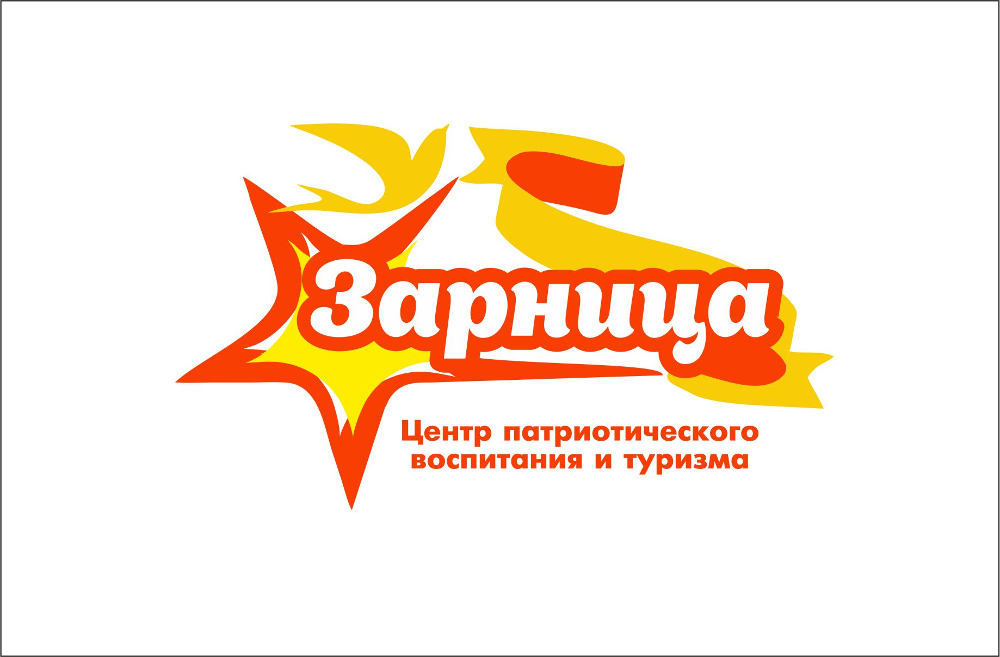 Зарница
Центр патриотического
воспитания и туризма